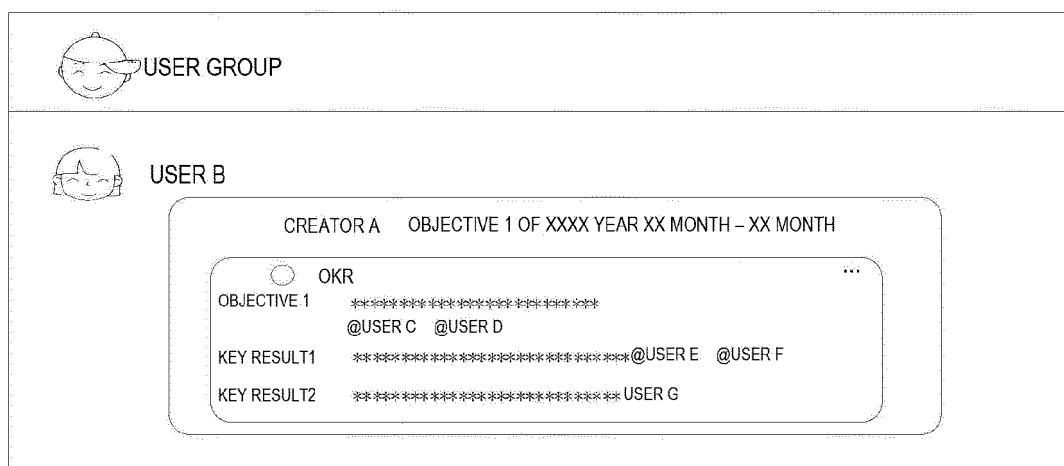 USER GROUP
USER B
CREATOR A OBJECTIVE 1 OF XXXX YEAR XX MONTH – XX MONTH
OKR ...
OBJECTIVE 1 **************************
@USER C @USER D
KEY RESULT1 *****************************@USER E @USER F
KEY RESULT2 **************************** USER G